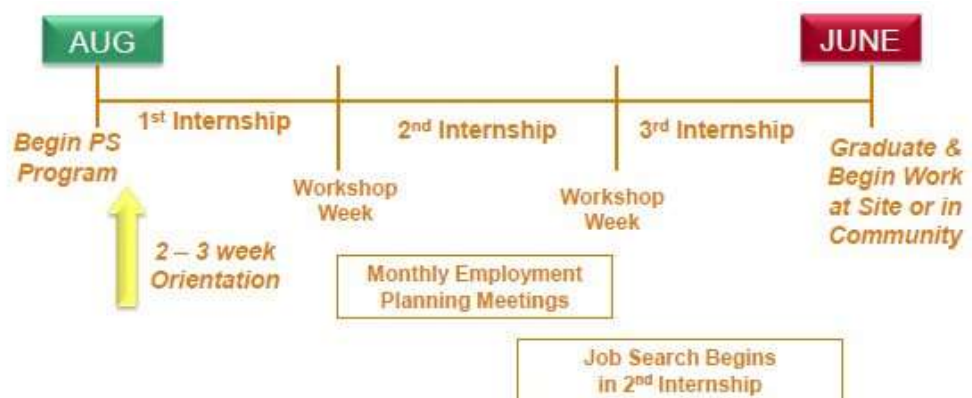 AUG
JUNE
1st Internship
2nd Internship
3rd Internship
Begin PS
Program
Workshop
Week
Workshop
Week
Graduate &
Begin Work
at Site or in
Community
2 – 3 week
Orientation
Monthly Employment
Planning Meetings
Job Search Begins
in 2nd Internship